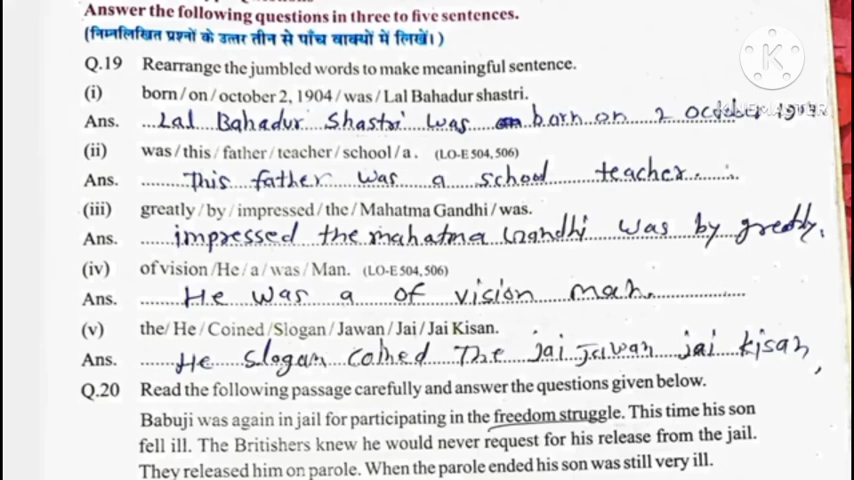 Answer the following questions in three to five sentences.
(निम्नलिखित प्रश्नों के उत्तर तीन से पाँच वाक्यों में लिखें।)
Q.19 Rearrange the jumbled words to make meaningful sentence.
(i) born / on / october 2, 1904 / was / Lal Bahadur shastri.
Ans. Lal Bahadur Shastri was born on 2 October
(ii) was / this / father / teacher / school / a. (LO-E 504, 506)
Ans. This father was a school teacher.
(iii) greatly / by / impressed / the / Mahatma Gandhi / was.
Ans. impressed the mahatma Gandhi was by greatly.
(iv) of vision / He / a / was / Man. (LO-E 504, 506)
Ans. He was a of vision man.
(v) the / He / Coined / Slogan / Jawan / Jai / Jai Kisan.
Ans. He slogan coined The jai jawan jai kisan,
Q.20 Read the following passage carefully and answer the questions given below.
Babuji was again in jail for participating in the freedom struggle. This time his son
fell ill. The Britishers knew he would never request for his release from the jail.
They released him on parole. When the parole ended his son was still very ill.